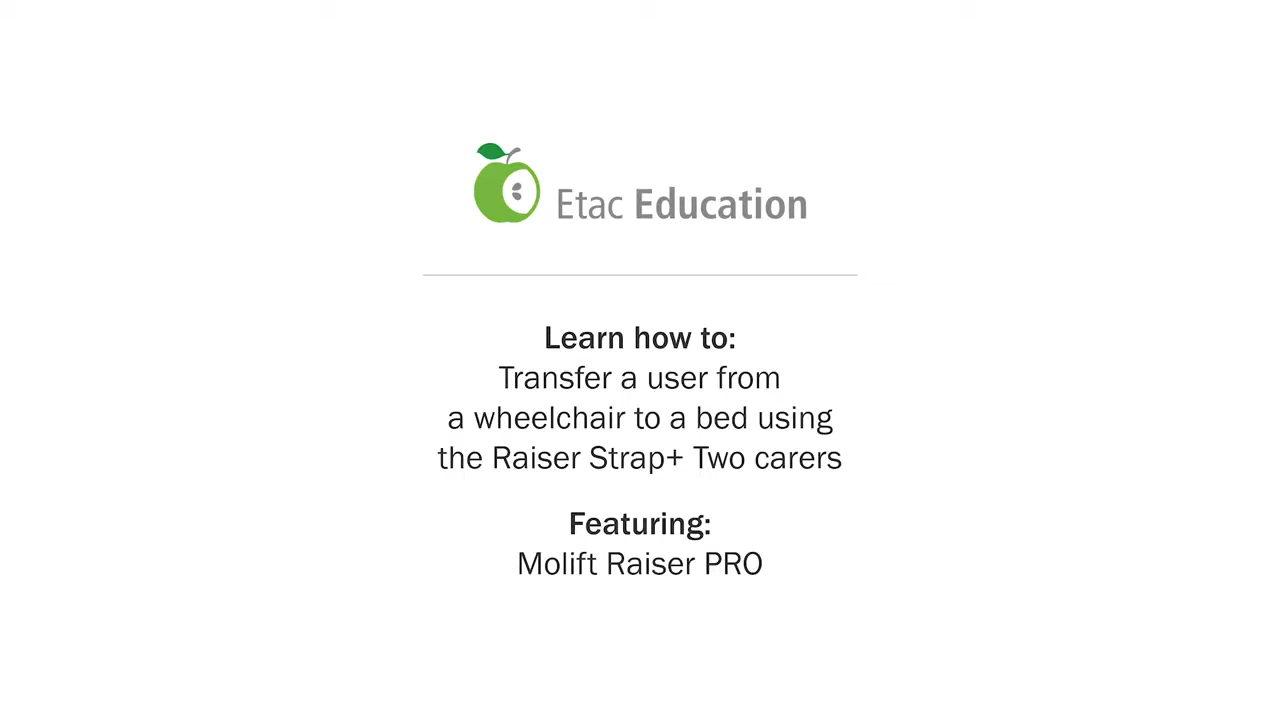 Etac Education
Learn how to:
Transfer a user from
a wheelchair to a bed using
the Raiser Strap+ Two carers
Featuring:
Molift Raiser PRO